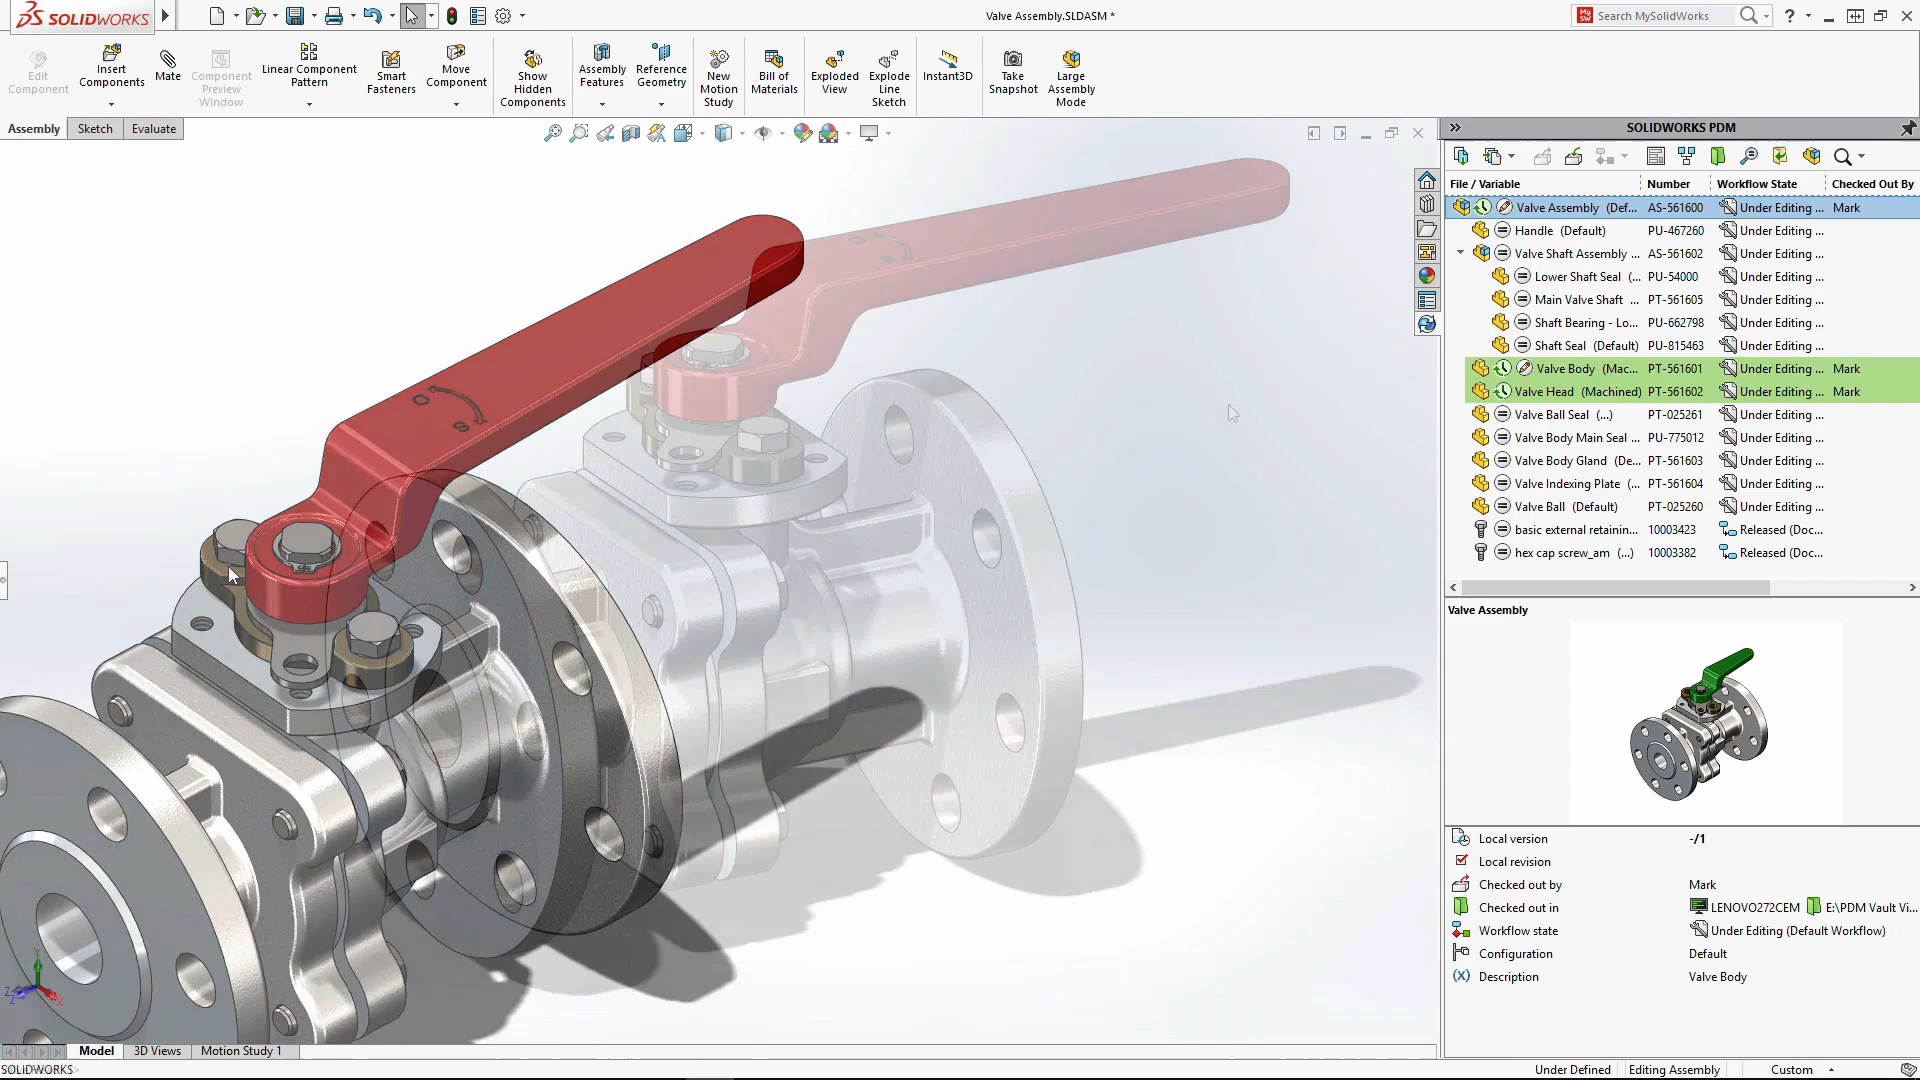 SOLIDWORKS
Valve Assembly.SLDASM *
Search MySolidWorks
Edit Component
Insert Components
Mate
Component Preview Window
Linear Component Pattern
Smart Fasteners
Move Component
Show Hidden Components
Assembly Features
Reference Geometry
New Motion Study
Bill of Materials
Exploded View
Explode Line Sketch
Instant3D
Take Snapshot
Large Assembly Mode
Assembly Sketch Evaluate
SOLIDWORKS PDM
File / Variable Number Workflow State Checked Out By
Valve Assembly (Def... AS-561600 Under Editing ... Mark
Handle (Default) PU-467260 Under Editing ...
Valve Shaft Assembly ... AS-561602 Under Editing ...
Lower Shaft Seal (... PU-54000 Under Editing ...
Main Valve Shaft ... PT-561605 Under Editing ...
Shaft Bearing - Lo... PU-662798 Under Editing ...
Shaft Seal (Default) PU-815463 Under Editing ...
Valve Body (Mac... PT-561601 Under Editing ... Mark
Valve Head (Machined) PT-561602 Under Editing ... Mark
Valve Ball Seal (...) PT-025261 Under Editing ...
Valve Body Main Seal ... PU-775012 Under Editing ...
Valve Body Gland (De... PT-561603 Under Editing ...
Valve Indexing Plate (... PT-561604 Under Editing ...
Valve Ball (Default) PT-025260 Under Editing ...
basic external retainin... 10003423 Released (Doc...
hex cap screw_am (...) 10003382 Released (Doc...
O S
Valve Assembly
Local version -/1
Local revision
Checked out by Mark
Checked out in LENOVO272CEM E:\PDM Vault Vi...
Workflow state Under Editing (Default Workflow)
Configuration Default
Description Valve Body
Model 3D Views Motion Study 1
SOLIDWORKS
Under Defined Editing Assembly Custom